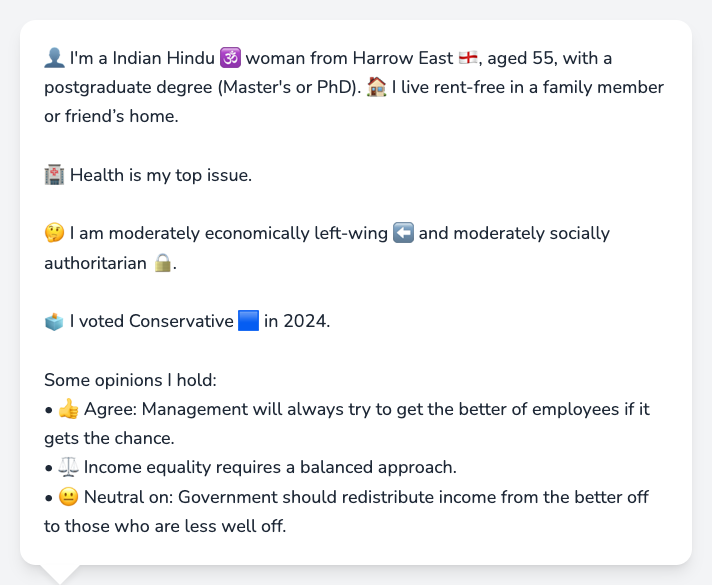 👤 I'm a Indian Hindu 🕉️ woman from Harrow East 🏴󠁧󠁢󠁥󠁮󠁧󠁿, aged 55, with a
postgraduate degree (Master's or PhD). 🏠 I live rent-free in a family member
or friend’s home.
🏥 Health is my top issue.
🤔 I am moderately economically left-wing ⬅️ and moderately socially
authoritarian 🔒.
🗳️ I voted Conservative 🟦 in 2024.
Some opinions I hold:
• 👍 Agree: Management will always try to get the better of employees if it
gets the chance.
• ⚖️ Income equality requires a balanced approach.
• 😐 Neutral on: Government should redistribute income from the better off
to those who are less well off.